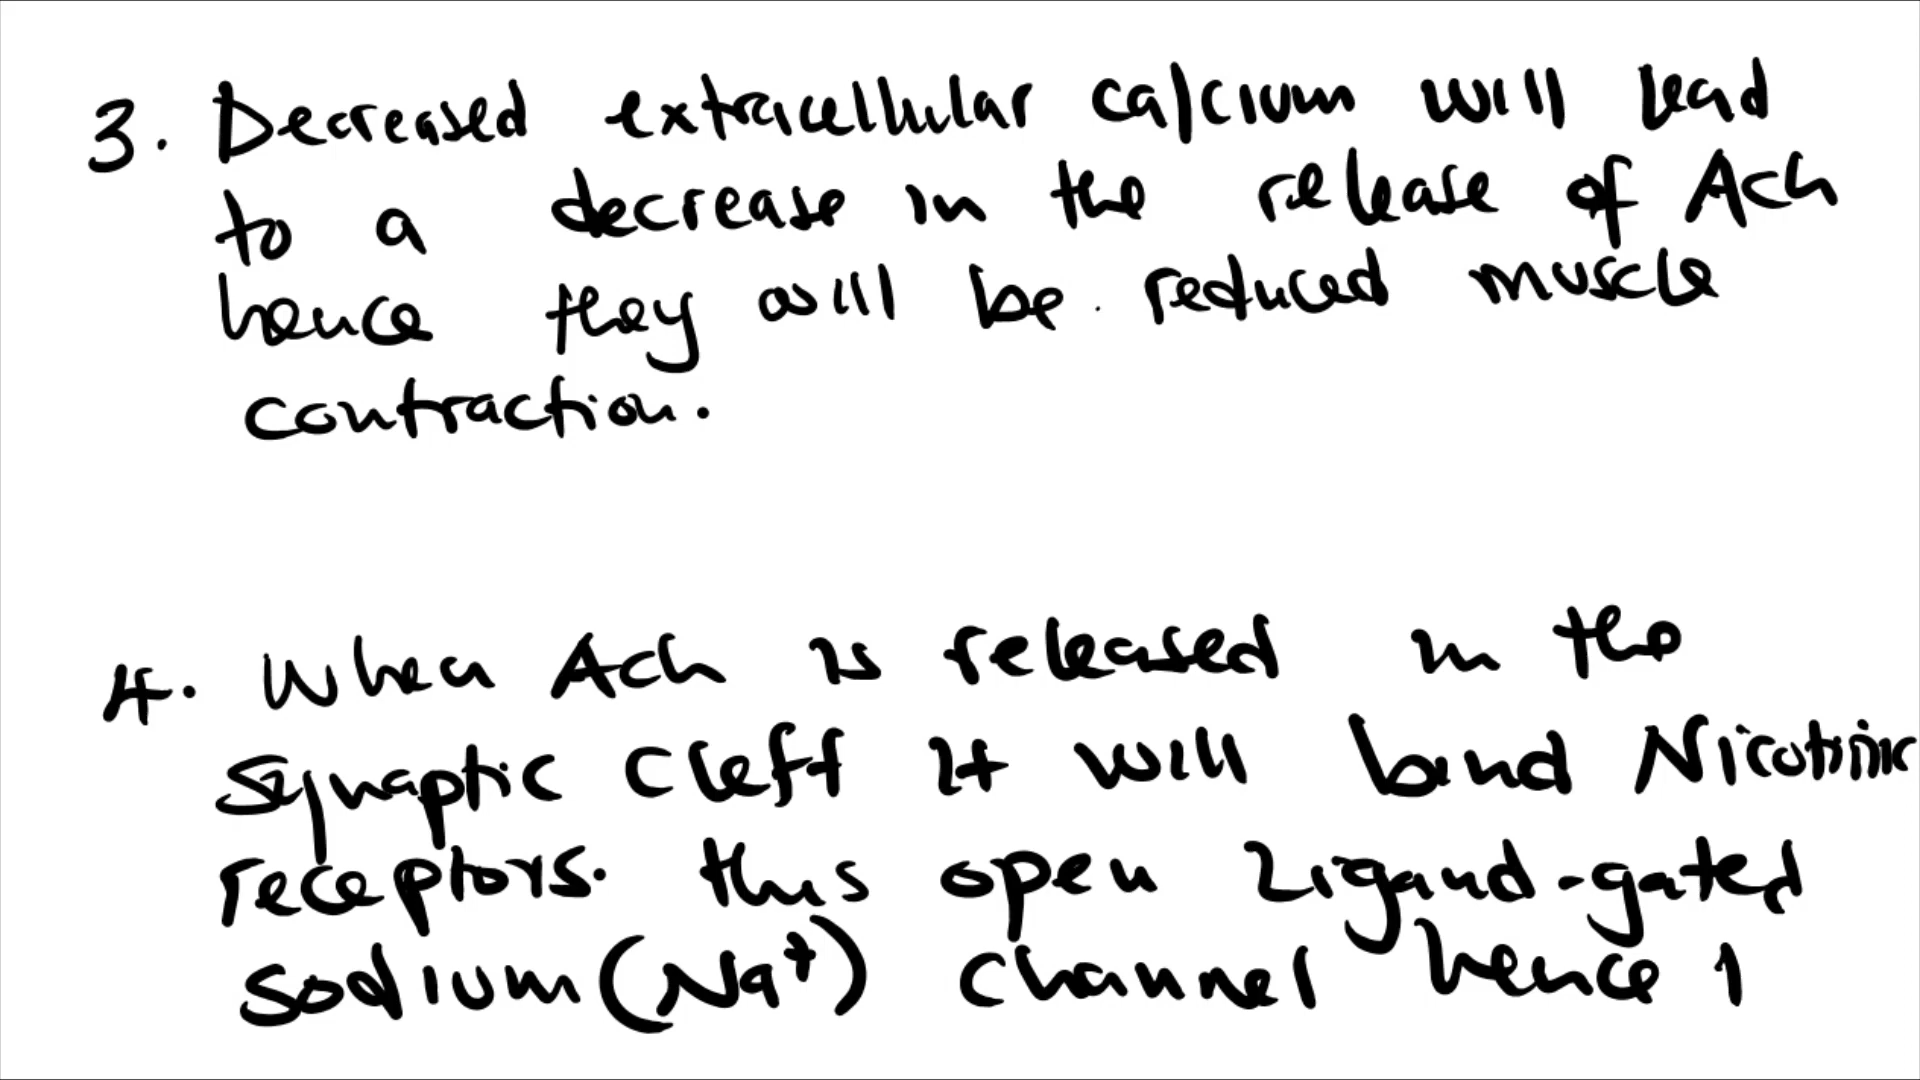 3. Decreased extracellular calcium will lead
to a decrease in the release of Ach
hence they will be reduced muscle
contraction.
4. When Ach is released in the
synaptic cleft it will bind Nicotinic
receptors. this open Ligand-gated
sodium (Na⁺) channel hence 1